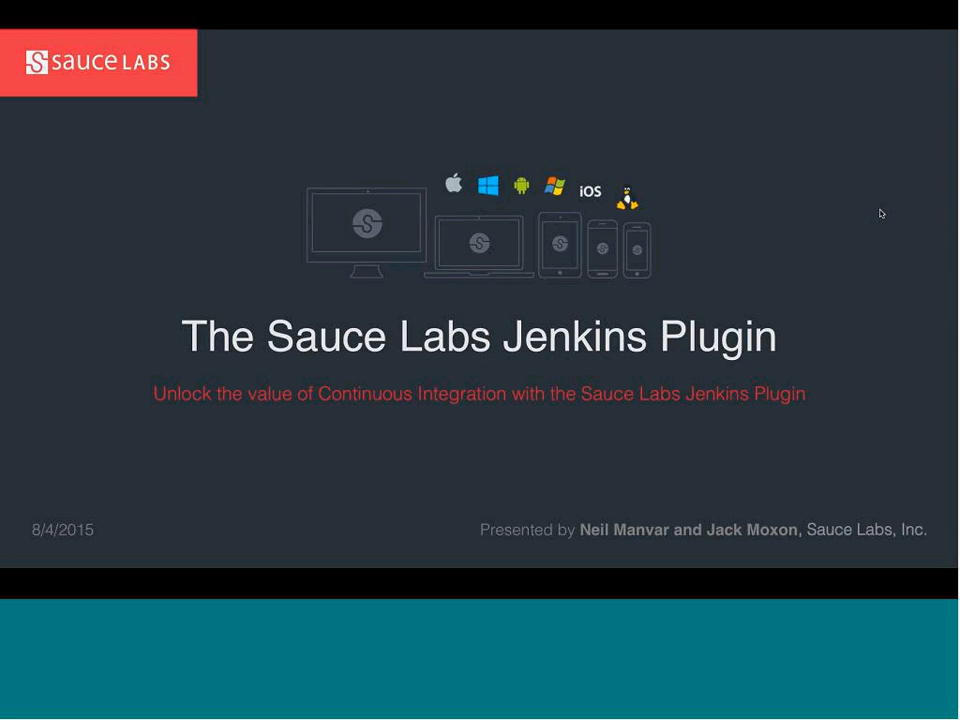 sauce LABS
iOS
The Sauce Labs Jenkins Plugin
Unlock the value of Continuous Integration with the Sauce Labs Jenkins Plugin
8/4/2015
Presented by Neil Manvar and Jack Moxon, Sauce Labs, Inc.